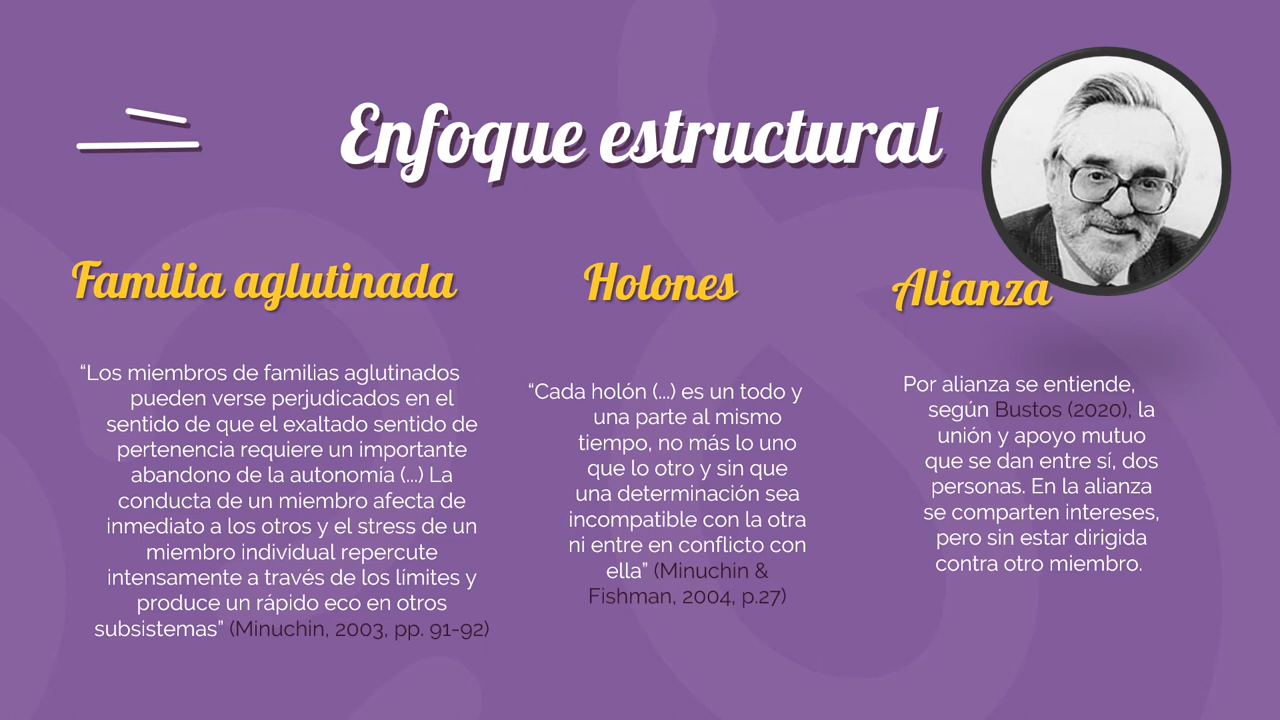 Enfoque estructural
Familia aglutinada
“Los miembros de familias aglutinados
pueden verse perjudicados en el
sentido de que el exaltado sentido de
pertenencia requiere un importante
abandono de la autonomía (...) La
conducta de un miembro afecta de
inmediato a los otros y el stress de un
miembro individual repercute
intensamente a través de los límites y
produce un rápido eco en otros
subsistemas” (Minuchin, 2003, pp. 91-92)
Holones
“Cada holón (...) es un todo y
una parte al mismo
tiempo, no más lo uno
que lo otro y sin que
una determinación sea
incompatible con la otra
ni entre en conflicto con
ella” (Minuchin &
Fishman, 2004, p.27)
Alianza
Por alianza se entiende,
según Bustos (2020), la
unión y apoyo mutuo
que se dan entre sí, dos
personas. En la alianza
se comparten intereses,
pero sin estar dirigida
contra otro miembro.